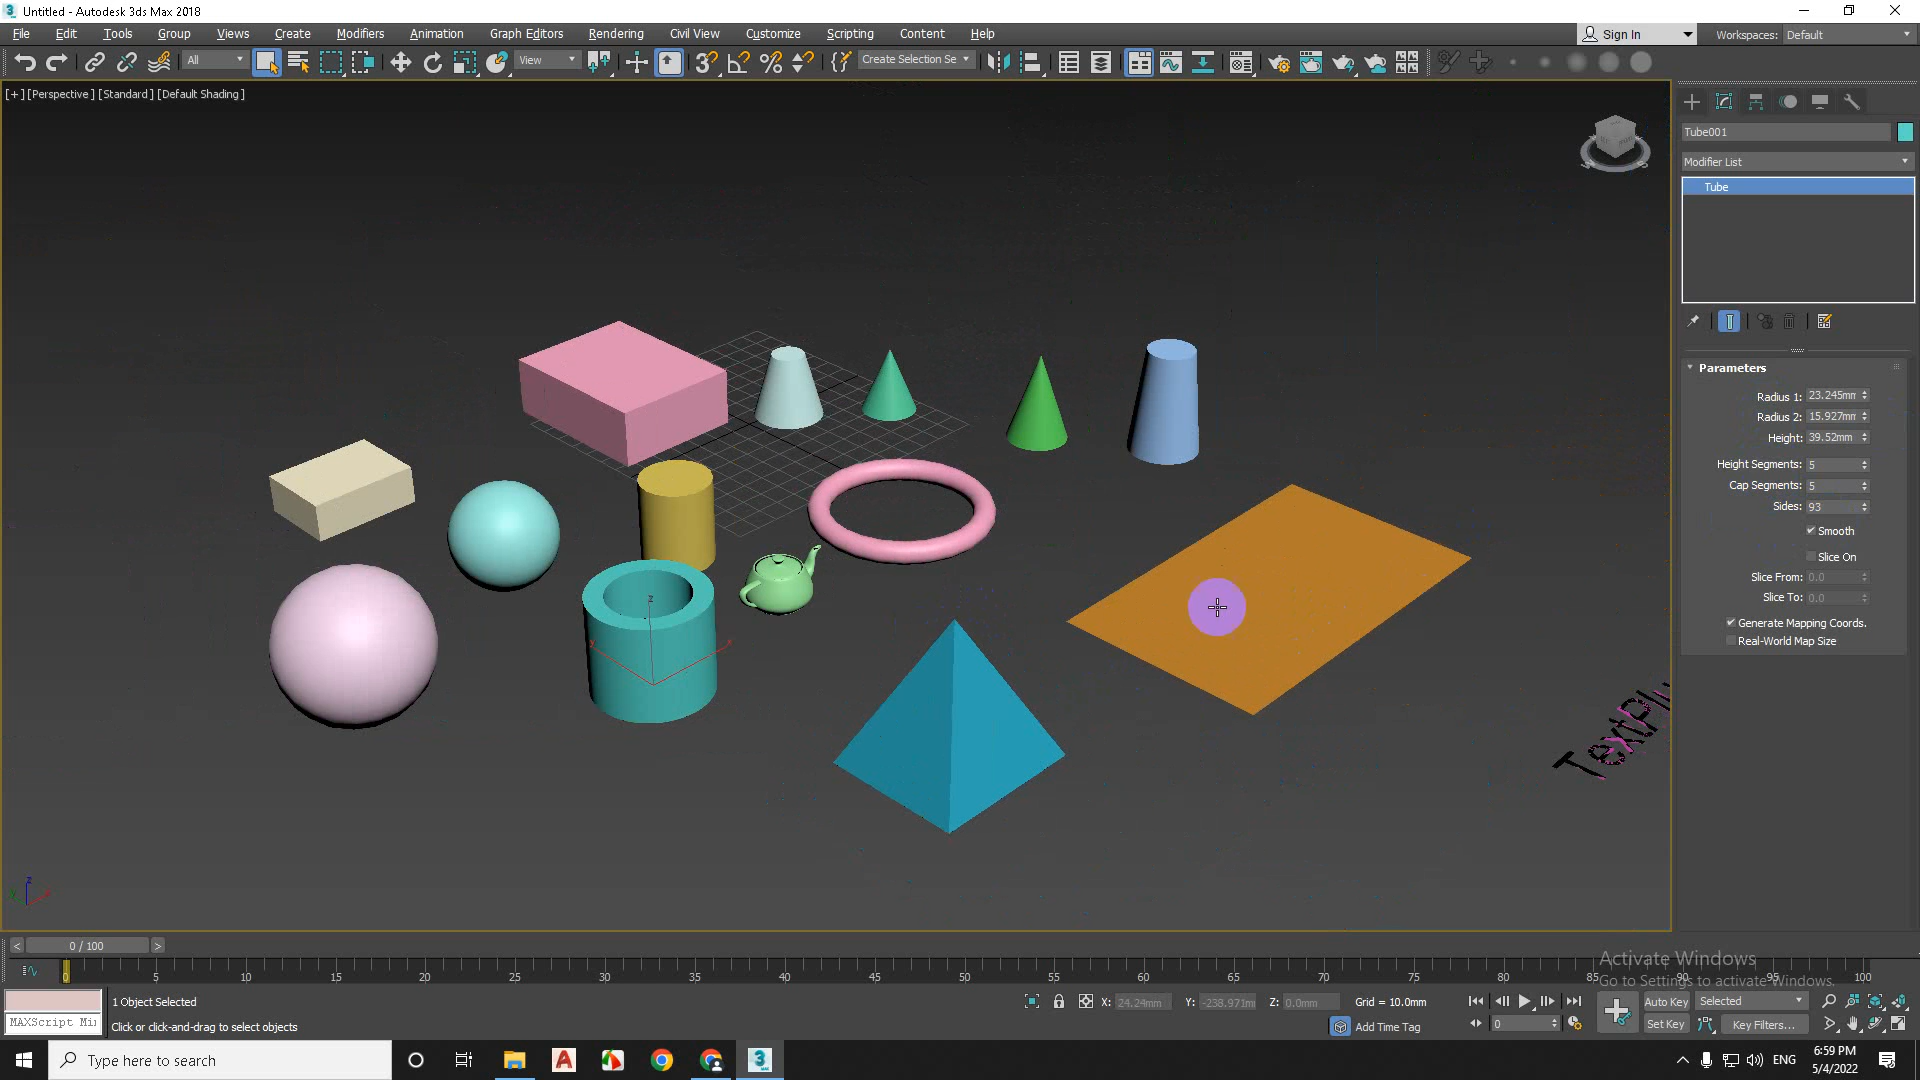 Untitled - Autodesk 3ds Max 2018
File Edit Tools Group Views Create Modifiers Animation Graph Editors Rendering Civil View Customize Scripting Content Help
Sign In
Workspaces: Default
All
View
Create Selection Se
[+] [Perspective] [Standard] [Default Shading]
Tube001
Modifier List
Tube
Parameters
Radius 1: 23.245mm
Radius 2: 15.927mm
Height: 39.52mm
Height Segments: 5
Cap Segments: 5
Sides: 93
Smooth
Slice On
Slice From: 0.0
Slice To: 0.0
Generate Mapping Coords.
Real-World Map Size
z
TextPl
z
0 / 100
0 5 10 15 20 25 30 35 40 45 50 55 60 65 70 75 80 85 90 95 100
Activate Windows
Go to Settings to activate Windows.
1 Object Selected
X: 24.24mm Y: -238.971m Z: 0.0mm Grid = 10.0mm
Auto Key Selected
MAXScript Mi
Click or click-and-drag to select objects
Add Time Tag
0
Set Key Key Filters...
Type here to search
ENG
6:59 PM
5/4/2022